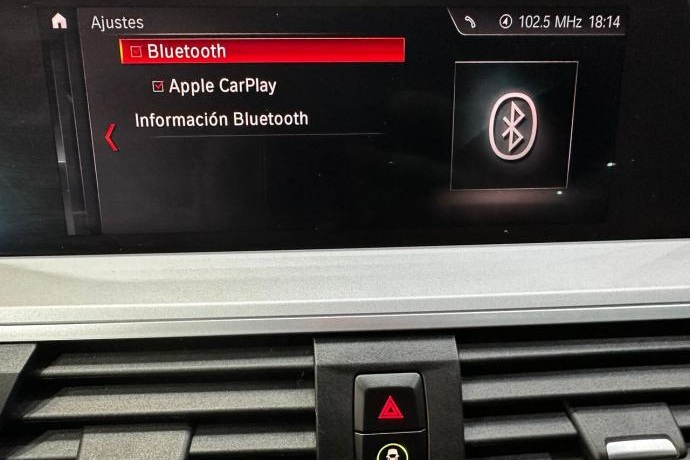 Ajustes
102.5 MHz 18:14
Bluetooth
Apple CarPlay
Información Bluetooth